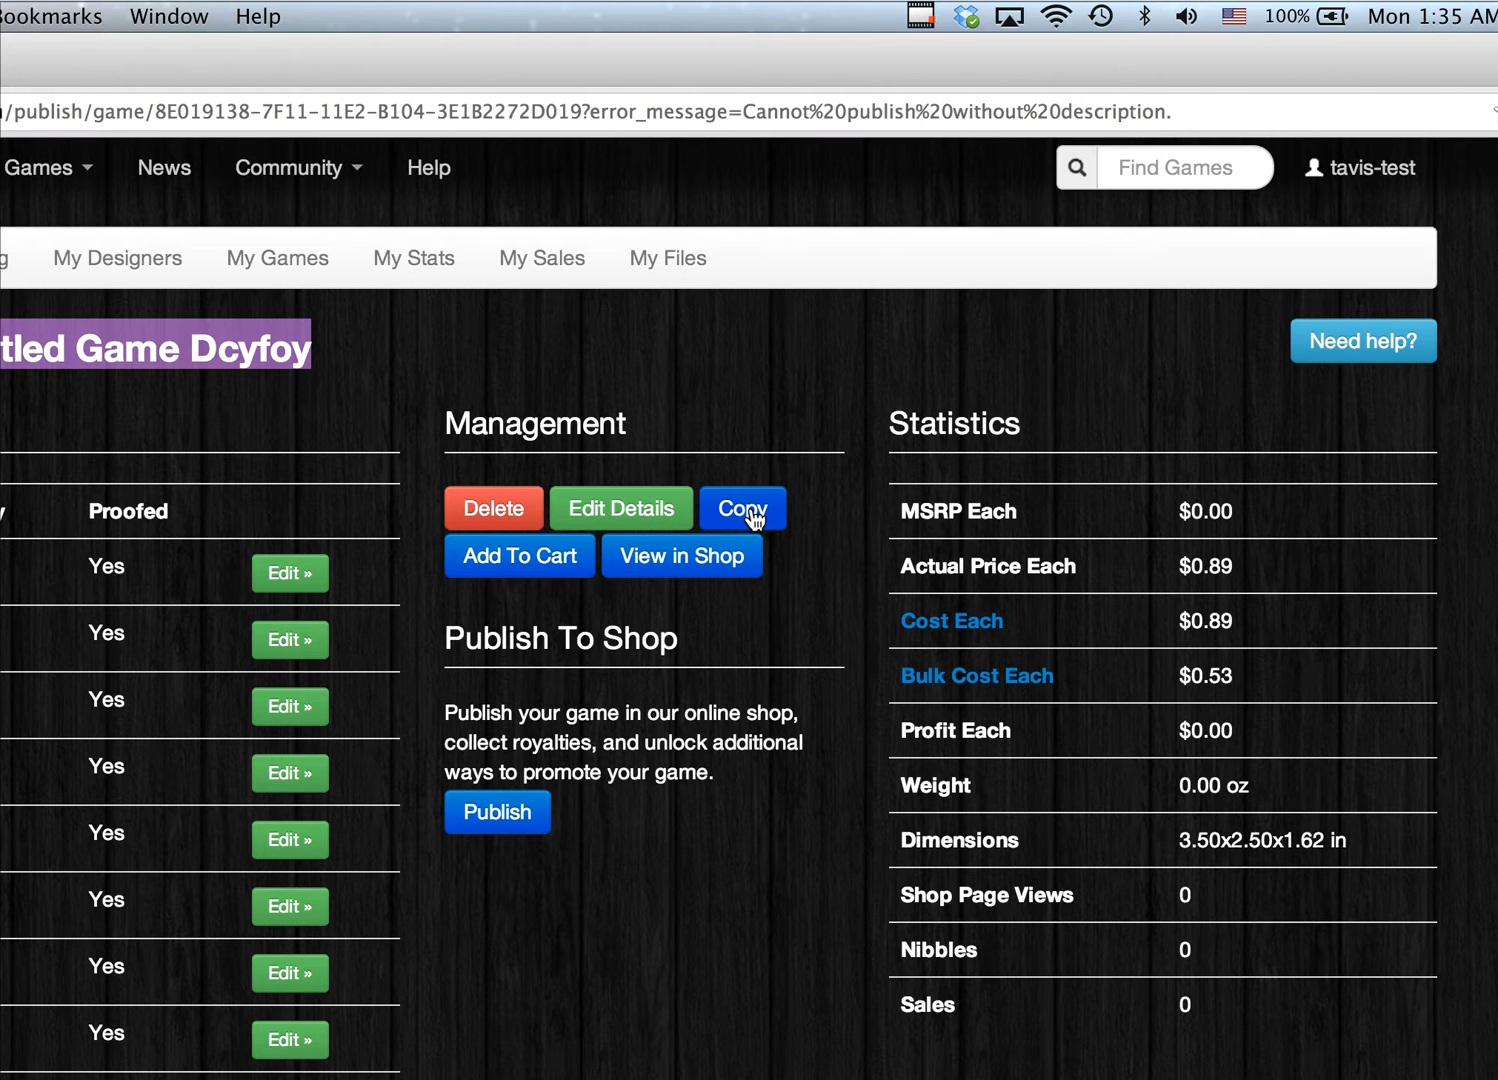 ookmarks Window Help 100% Mon 1:35 AM
/publish/game/8E019138-7F11-11E2-B104-3E1B2272D019?error_message=Cannot%20publish%20without%20description.
Games News Community Help Find Games tavis-test
g My Designers My Games My Stats My Sales My Files
tled Game Dcyfoy
Need help?
Management
Statistics
y Proofed
Delete Edit Details Copy
MSRP Each $0.00
Yes Edit »
Add To Cart View in Shop
Actual Price Each $0.89
Cost Each $0.89
Yes Edit »
Publish To Shop
Bulk Cost Each $0.53
Yes Edit »
Publish your game in our online shop,
collect royalties, and unlock additional
ways to promote your game.
Profit Each $0.00
Yes Edit »
Weight 0.00 oz
Publish
Yes Edit »
Dimensions 3.50x2.50x1.62 in
Yes Edit »
Shop Page Views 0
Nibbles 0
Yes Edit »
Sales 0
Yes Edit »